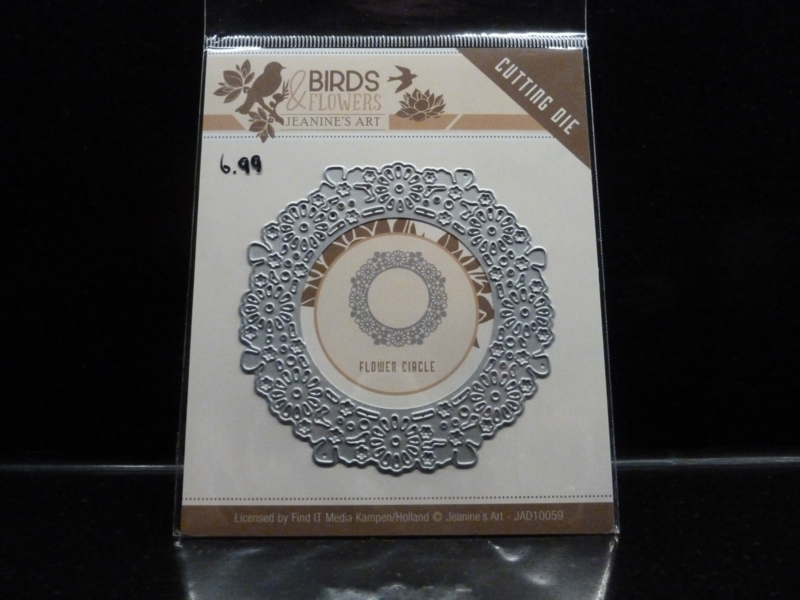 BIRDS
& FLOWERS
JEANINE'S ART
CUTTING DIE
6.99
FLOWER CIRCLE
Licensed by Find IT Media Kampen/Holland © Jeanine's Art - JAD10059